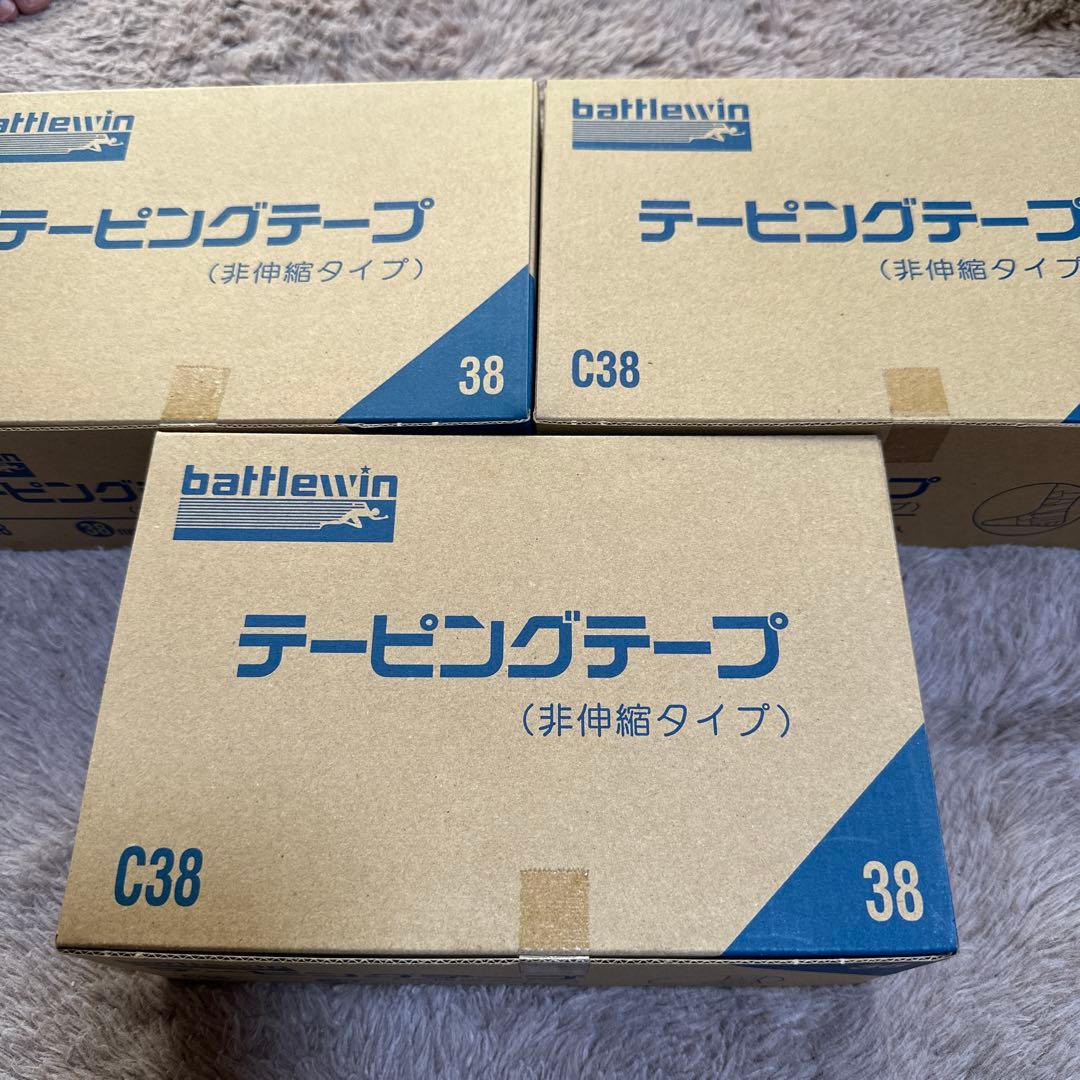 battlewin
テーピングテープ
(非伸縮タイプ)
38
battlewin
テーピングテープ
(非伸縮タイプ
C38
38
battlewin
テーピングテープ
(非伸縮タイプ)
C38
38